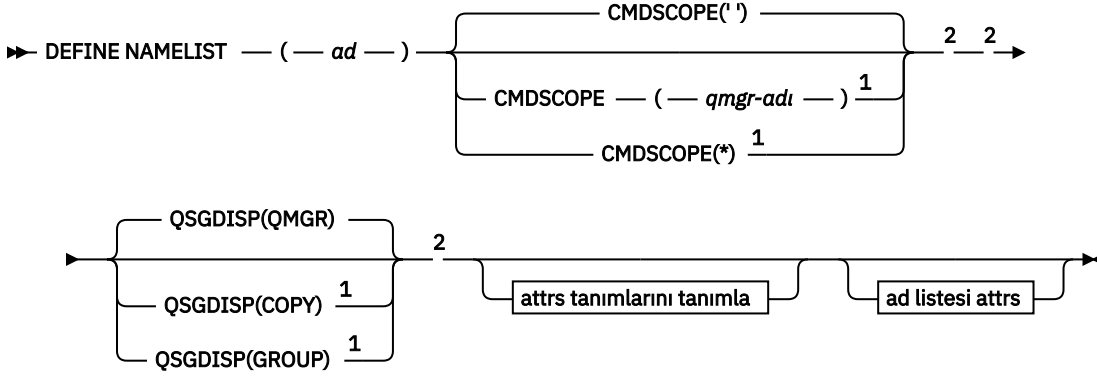 CMDSCOPE(' ')
DEFINE NAMELIST ( ad ) 2 2
CMDSCOPE ( qmgr-adı ) 1
CMDSCOPE(*) 1
QSGDISP(QMGR)
2
QSGDISP(COPY) 1
attrs tanımlarını tanımla ad listesi attrs
QSGDISP(GROUP) 1